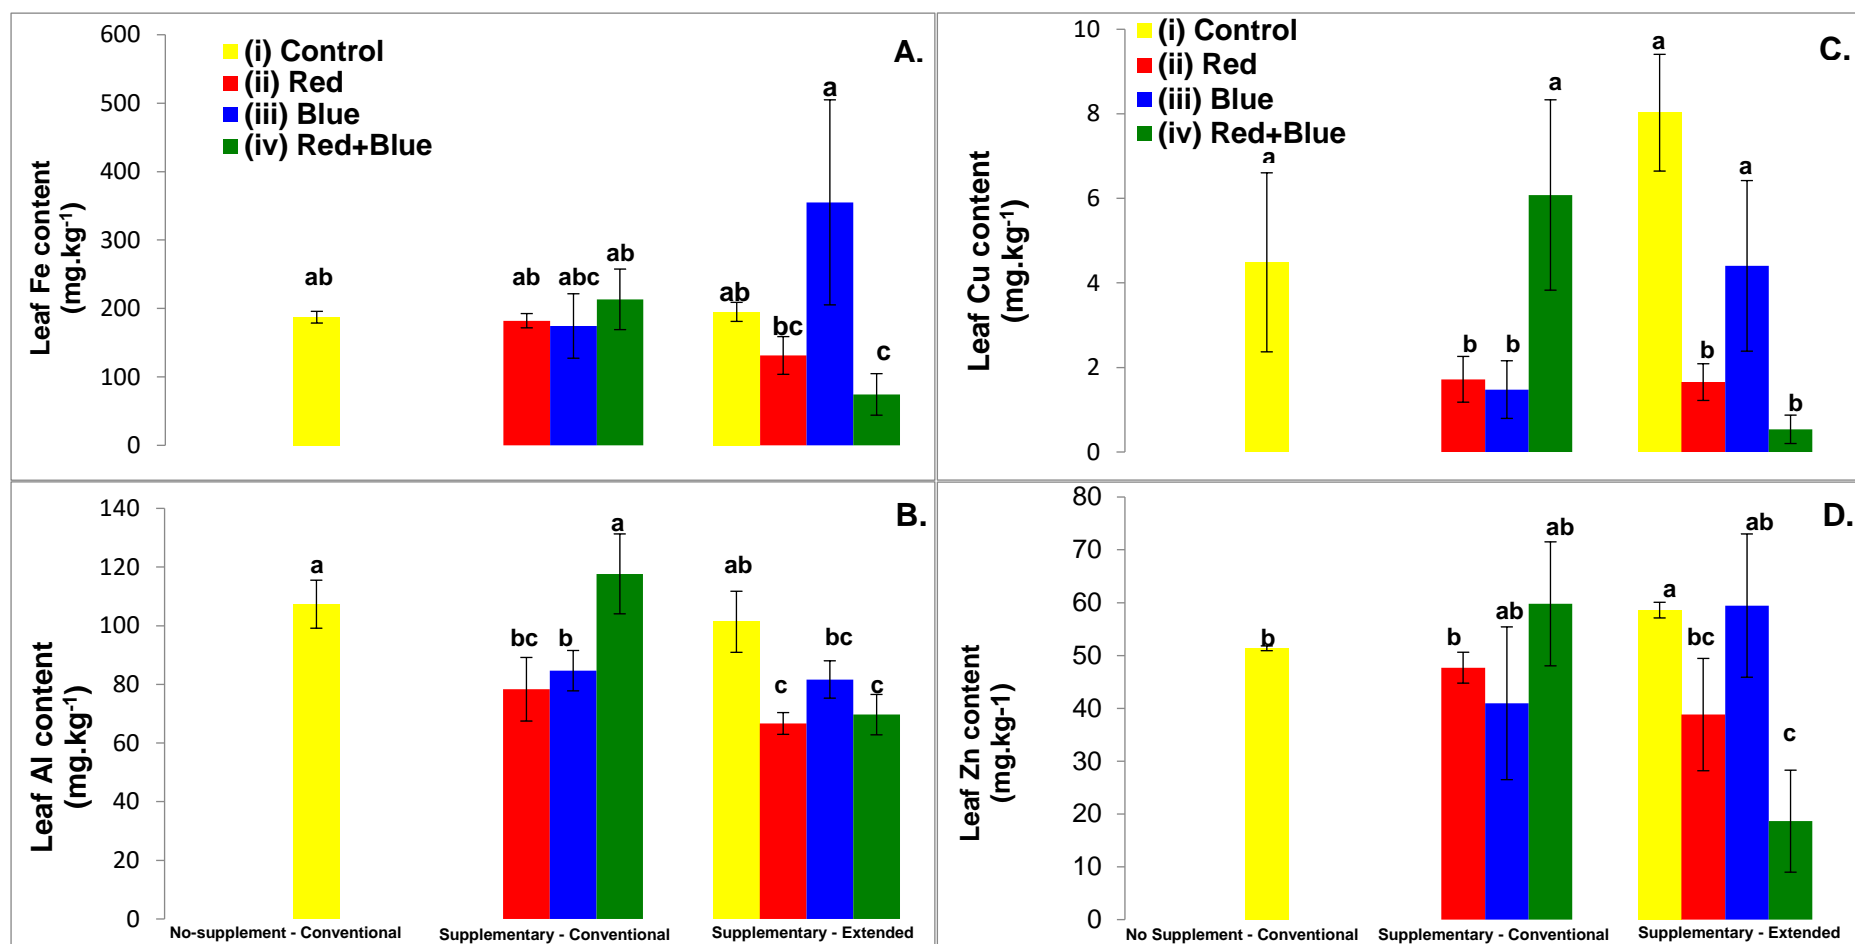 A.
(i) Control
(ii) Red
(iii) Blue
(iv) Red+Blue
Leaf Fe content
(mg.kg-1)
600
500
400
300
200
100
0
ab
ab
abc
ab
ab
bc
a
c
C.
(i) Control
(ii) Red
(iii) Blue
(iv) Red+Blue
Leaf Cu content
(mg.kg-1)
10
8
6
4
2
0
a
b
b
a
a
b
a
b
B.
Leaf Al content
(mg.kg-1)
140
120
100
80
60
40
20
0
a
bc
b
a
ab
c
bc
c
No-supplement - Conventional
Supplementary - Conventional
Supplementary - Extended
D.
Leaf Zn content
(mg.kg-1)
80
70
60
50
40
30
20
10
0
b
b
ab
ab
a
bc
ab
c
No Supplement - Conventional
Supplementary - Conventional
Supplementary - Extended